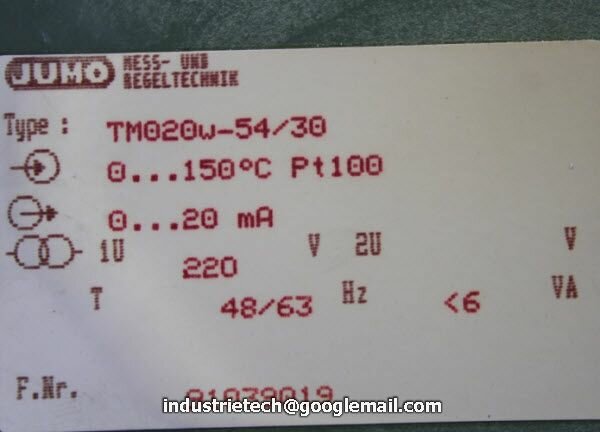 JUMO MESS- UND
REGELTECHNIK
Type : TM020w-54/30
0...150°C Pt100
0...20 mA
1U 220 V 2U V
T 48/63 Hz <6 VA
F.Nr.
industrietech@googlemail.com